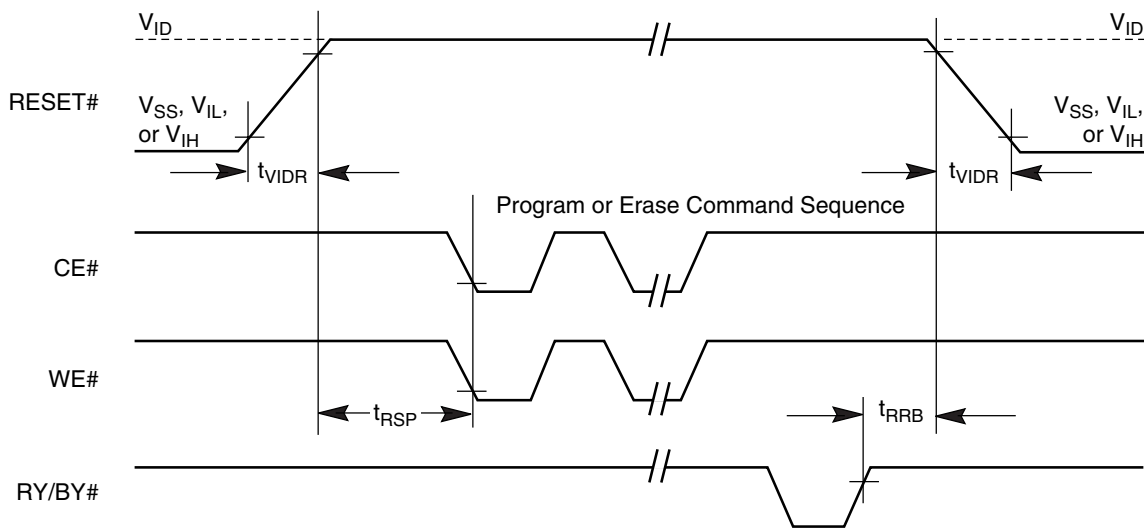 V_ID
V_ID
RESET#
V_SS, V_IL,
or V_IH
V_SS, V_IL,
or V_IH
t_VIDR
t_VIDR
Program or Erase Command Sequence
CE#
WE#
t_RSP
t_RRB
RY/BY#